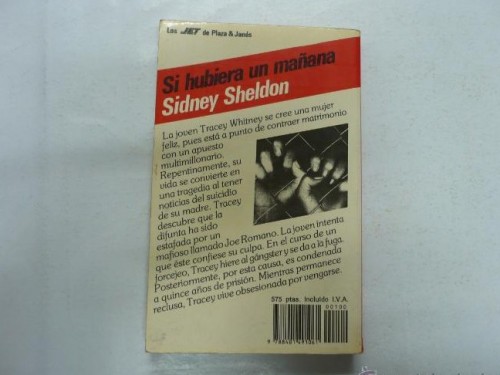 Los JET de Plaza & Janés
Si hubiera un mañana
Sidney Sheldon
La joven Tracey Whitney se cree una mujer
feliz, pues está a punto de contraer matrimonio
con un apuesto
multimillonario.
Repentinamente, su
vida se convierte en
una tragedia al tener
noticias del suicidio
de su madre. Tracey
descubre que la
difunta ha sido
estafada por un
mafioso llamado Joe Romano. La joven intenta
que éste confiese su culpa. En el curso de un
forcejeo, Tracey hiere al gángster y se da a la fuga.
Posteriormente, por esta causa, es condenada
a quince años de prisión. Mientras permanece
reclusa, Tracey vive obsesionada por vengarse.
575 ptas. incluido I.V.A.